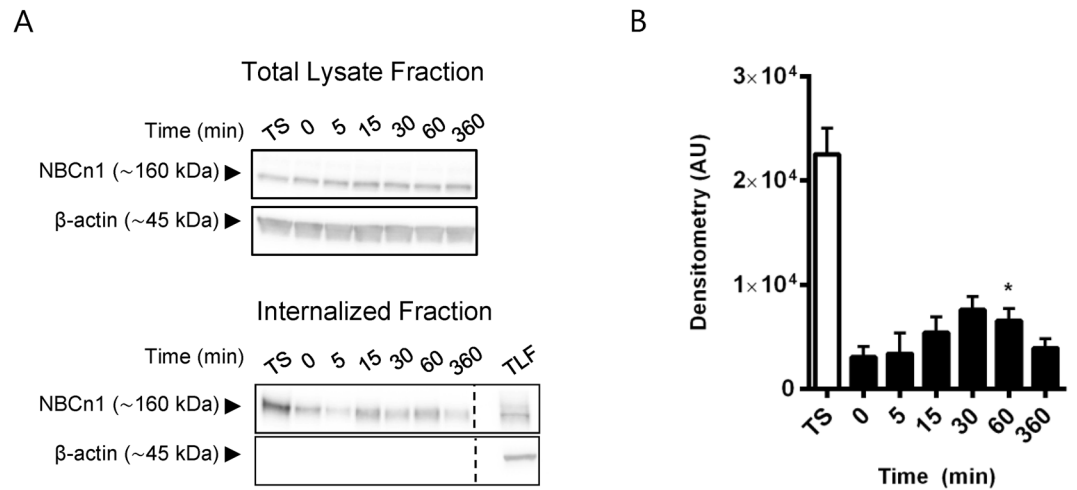 A
Total Lysate Fraction
Time (min) TS 0 5 15 30 60 360
NBCn1 (~160 kDa) ►
β-actin (~45 kDa) ►
Internalized Fraction
Time (min) TS 0 5 15 30 60 360 TLF
NBCn1 (~160 kDa) ►
β-actin (~45 kDa) ►
B
Densitometry (AU)
3×10⁴
2×10⁴
1×10⁴
0
*
TS 0 5 15 30 60 360
Time (min)